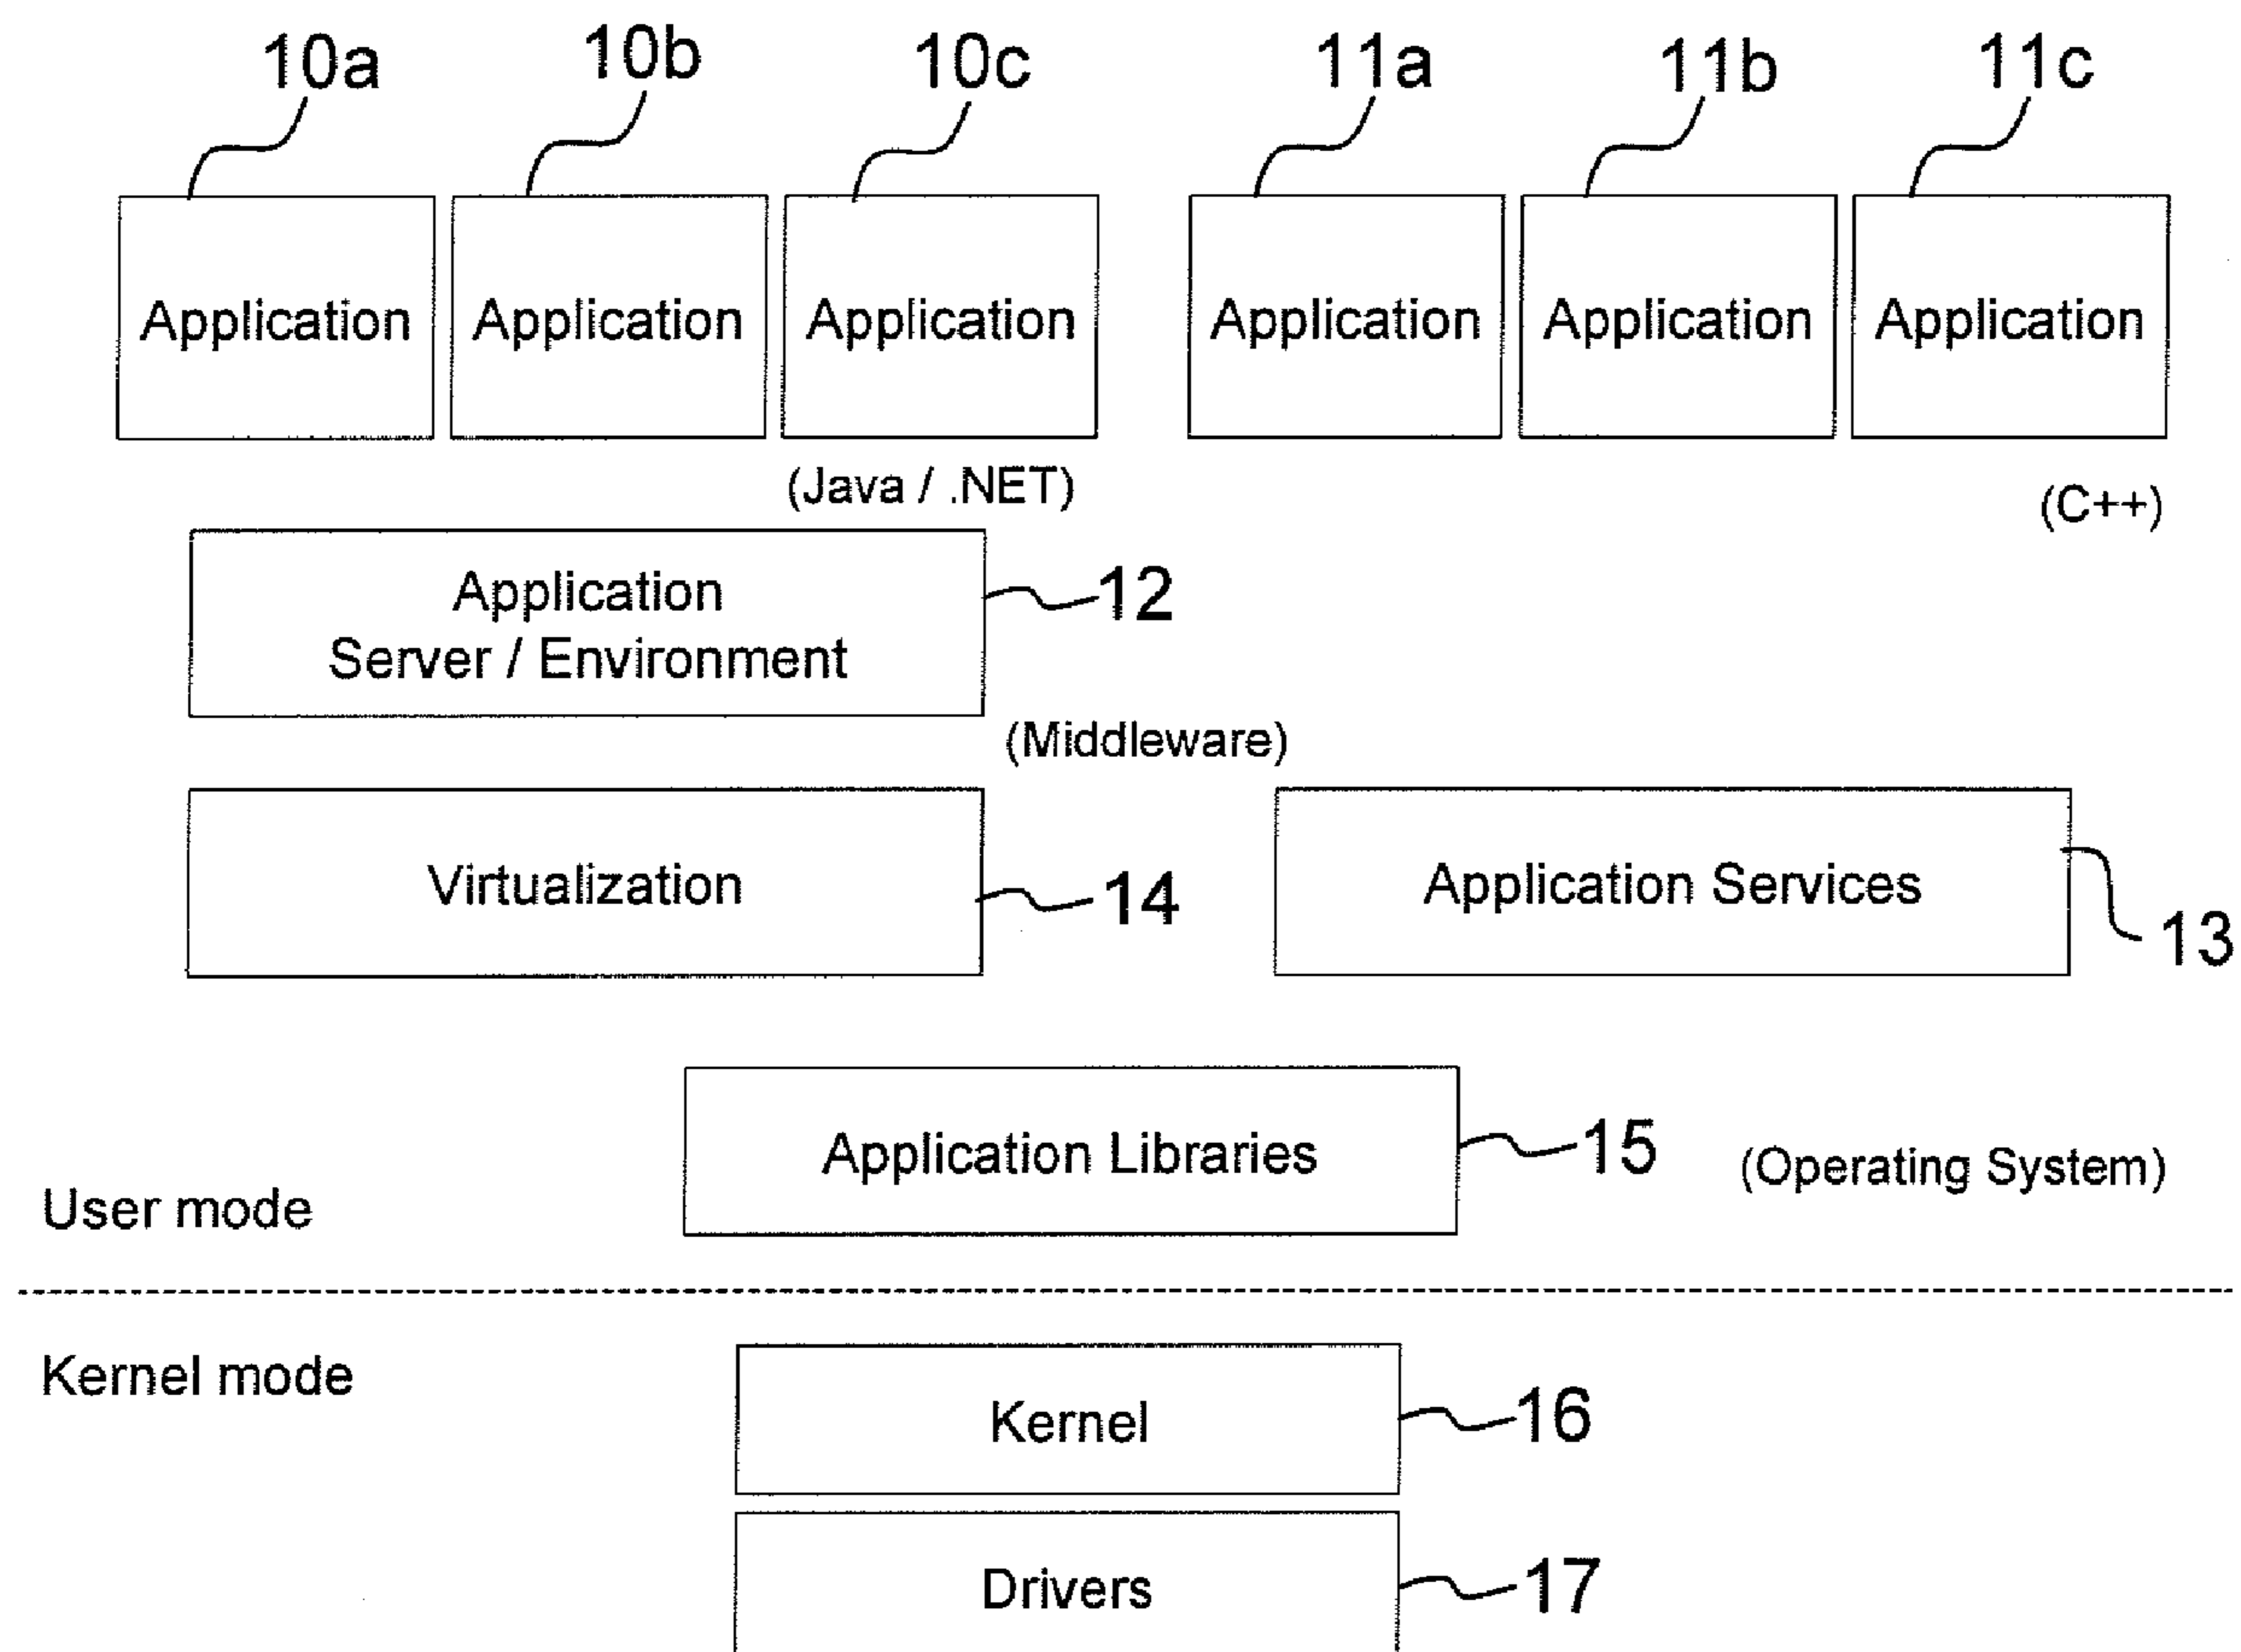 10a 10b 10c 11a 11b 11c
Application Application Application Application Application Application
(Java / .NET)
(C++)
Application
Server / Environment
12
(Middleware)
Virtualization
14
Application Services
13
Application Libraries
15
(Operating System)
User mode
Kernel mode
Kernel
16
Drivers
17